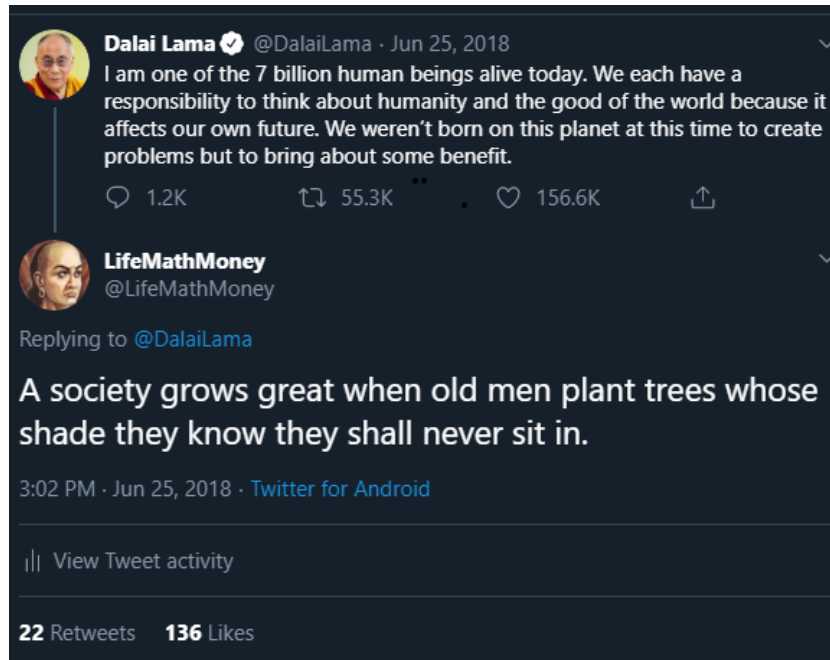 Dalai Lama @DalaiLama · Jun 25, 2018
I am one of the 7 billion human beings alive today. We each have a
responsibility to think about humanity and the good of the world because it
affects our own future. We weren't born on this planet at this time to create
problems but to bring about some benefit.
1.2K 55.3K 156.6K
LifeMathMoney
@LifeMathMoney
Replying to @DalaiLama
A society grows great when old men plant trees whose
shade they know they shall never sit in.
3:02 PM · Jun 25, 2018 · Twitter for Android
View Tweet activity
22 Retweets 136 Likes